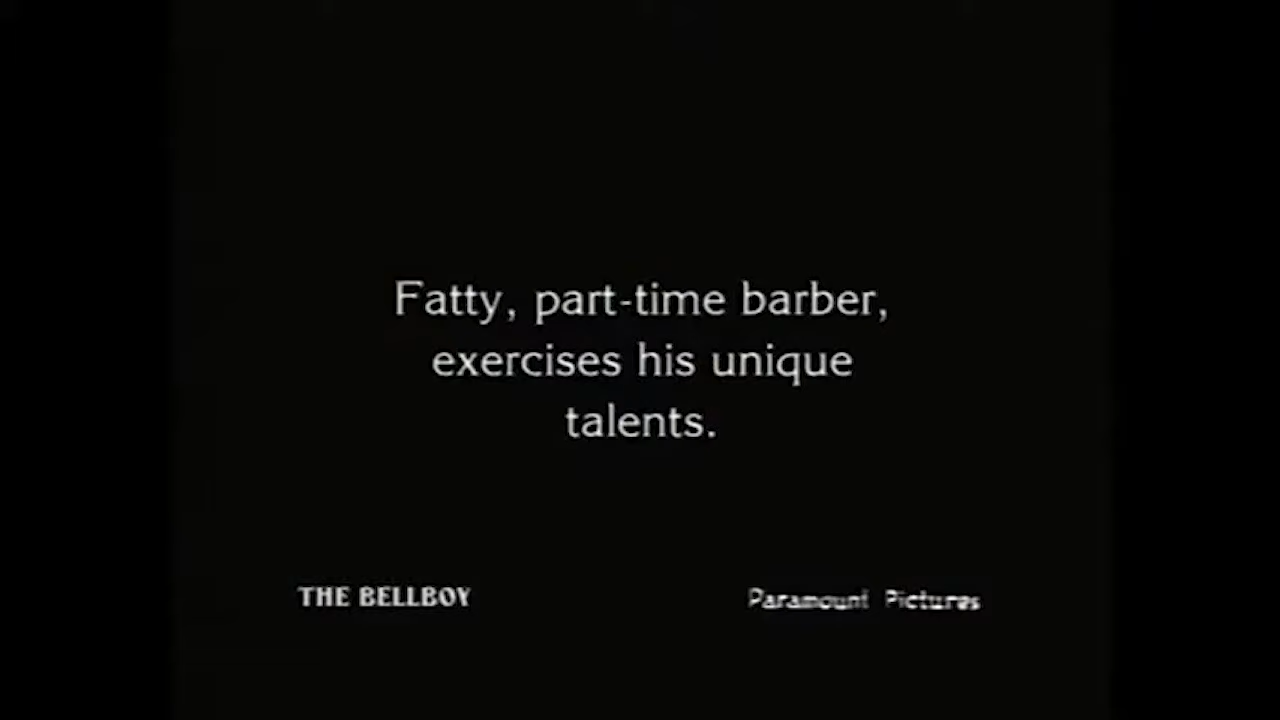 Fatty, part-time barber,
exercises his unique
talents.
THE BELLBOY
Paramount Pictures